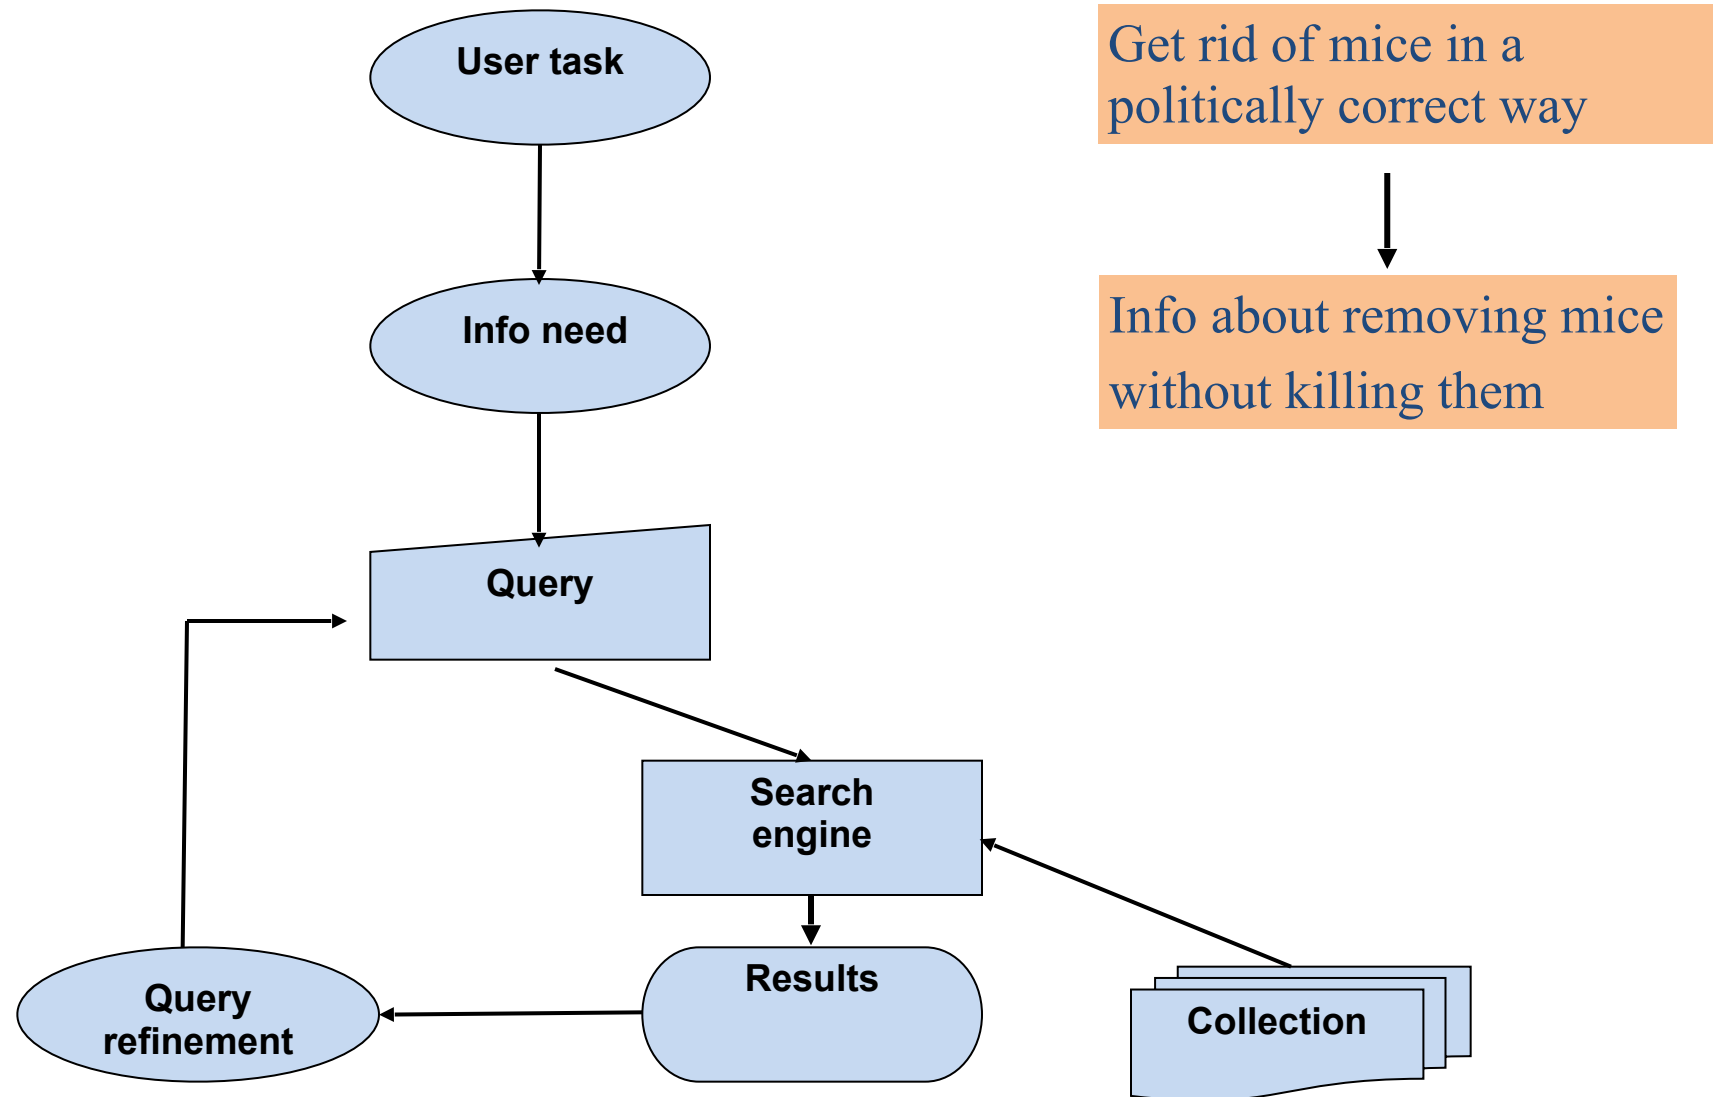 User task
Get rid of mice in a
politically correct way
Info need
Info about removing mice
without killing them
Query
Search
engine
Results
Query
refinement
Collection